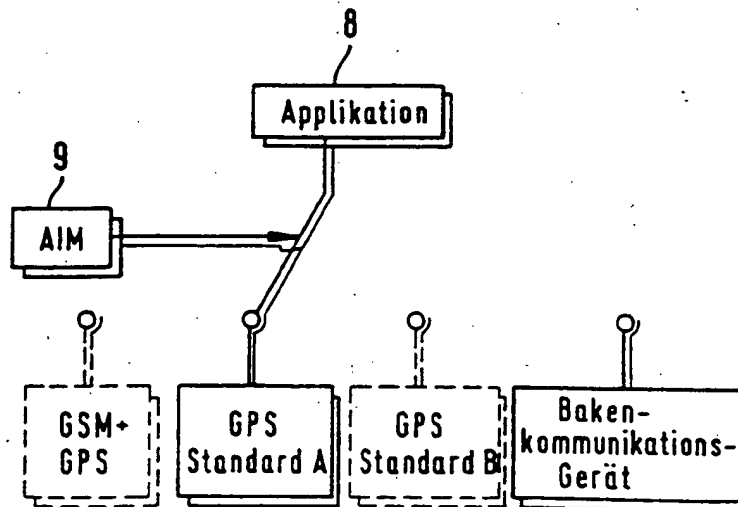 8
Applikation
9
AIM
GSM+
GPS
GPS
Standard A
GPS
Standard B
Baken-
kommunikations-
Gerät